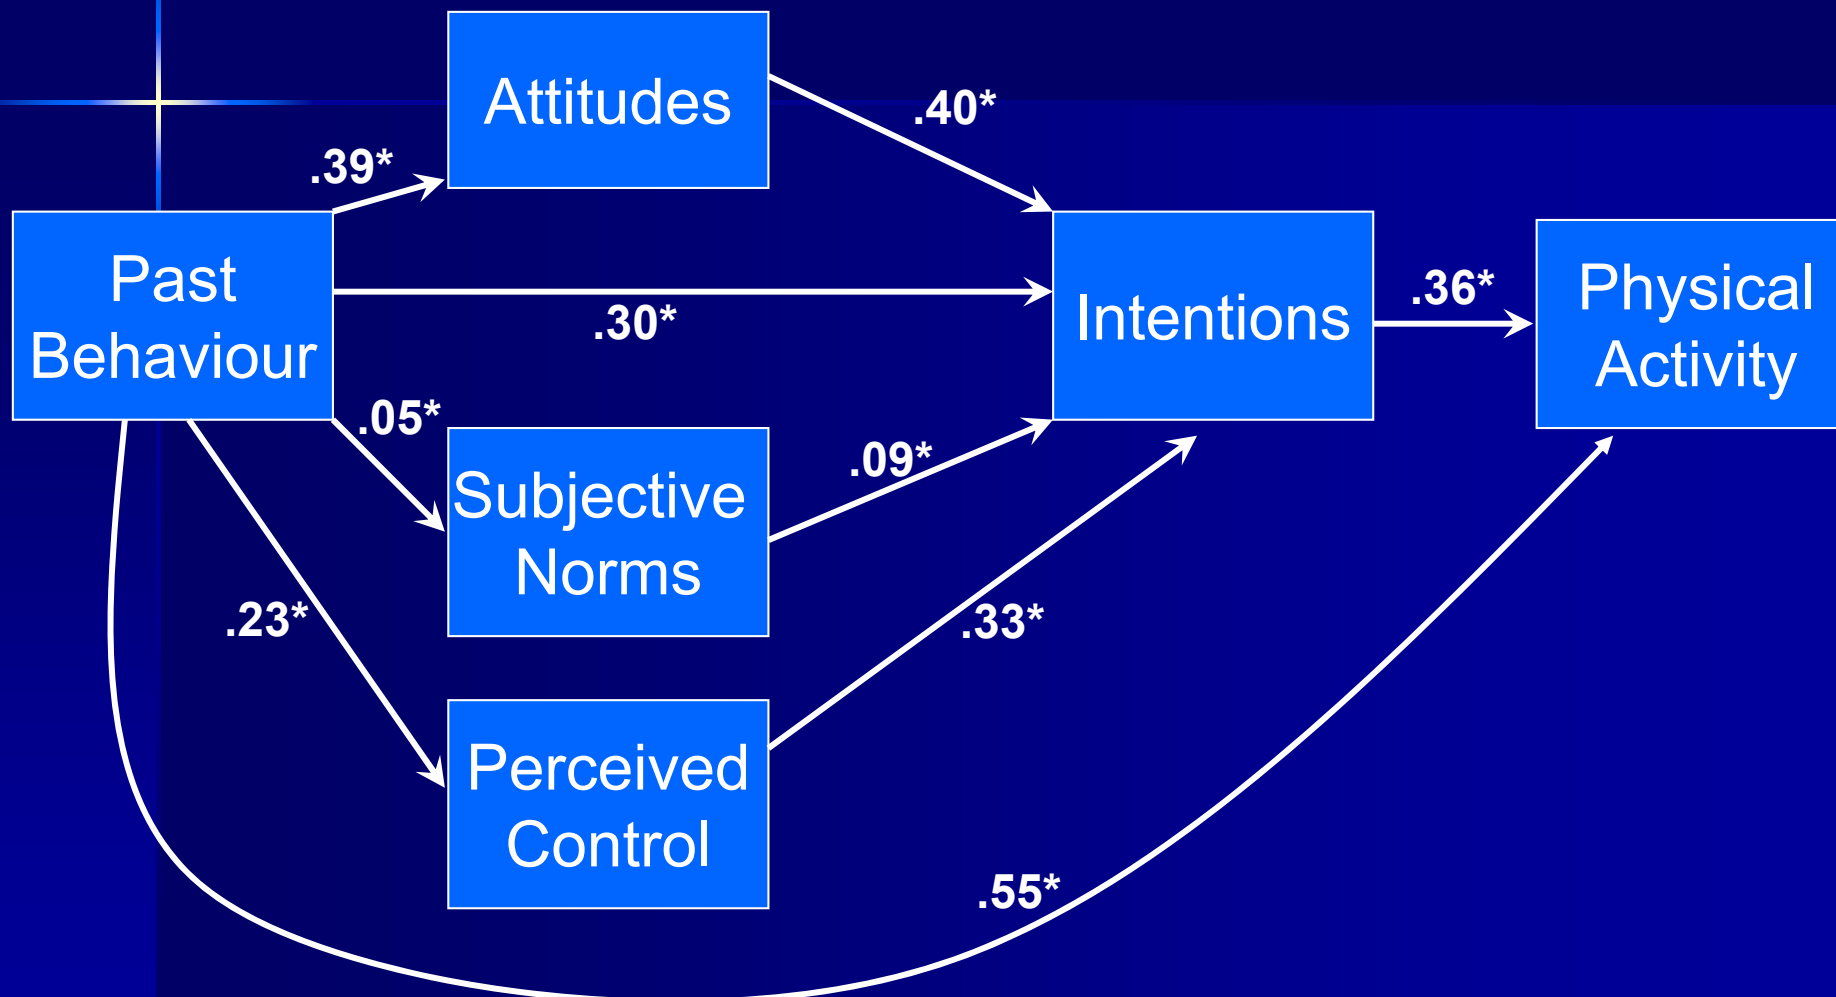 Attitudes
.40*
.39*
Past
Behaviour
.30*
Intentions
.36*
Physical
Activity
.05*
Subjective
Norms
.09*
.23*
.33*
Perceived
Control
.55*